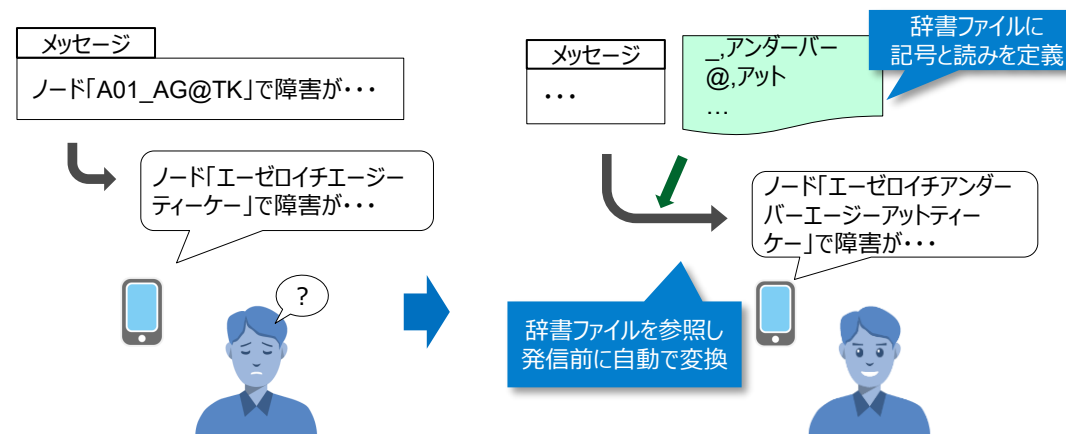 メッセージ
ノード「A01_AG@TK」で障害が・・・
ノード「エーゼロイチエージー
ティーケー」で障害が・・・
?
メッセージ
・・・
_,アンダーバー
@,アット
…
辞書ファイルに
記号と読みを定義
ノード「エーゼロイチアンダー
バーエージーアットティー
ケー」で障害が・・・
辞書ファイルを参照し
発信前に自動で変換